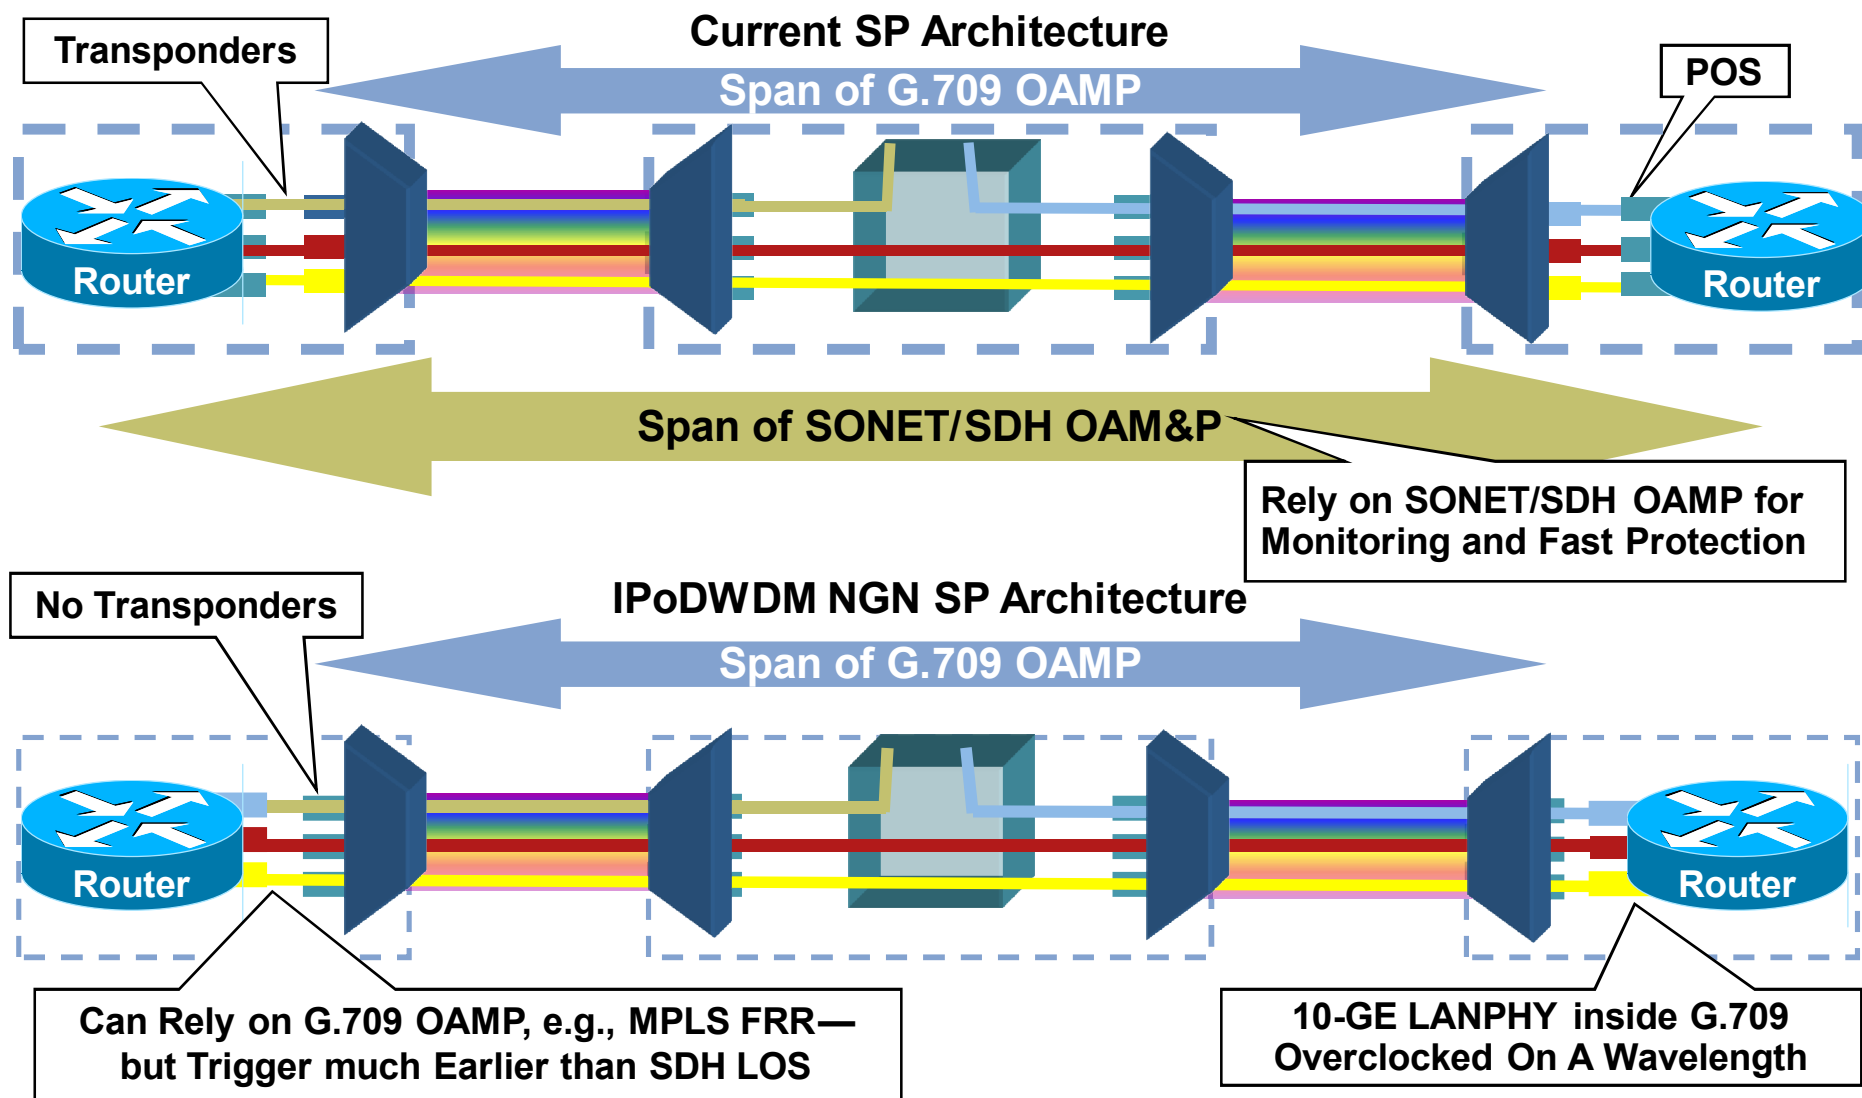 Current SP Architecture
Transponders
Span of G.709 OAMP
POS
Router
Router
Span of SONET/SDH OAM&P
Rely on SONET/SDH OAMP for
Monitoring and Fast Protection
No Transponders
IPoDWDM NGN SP Architecture
Span of G.709 OAMP
Router
Router
Can Rely on G.709 OAMP, e.g., MPLS FRR—
but Trigger much Earlier than SDH LOS
10-GE LANPHY inside G.709
Overclocked On A Wavelength